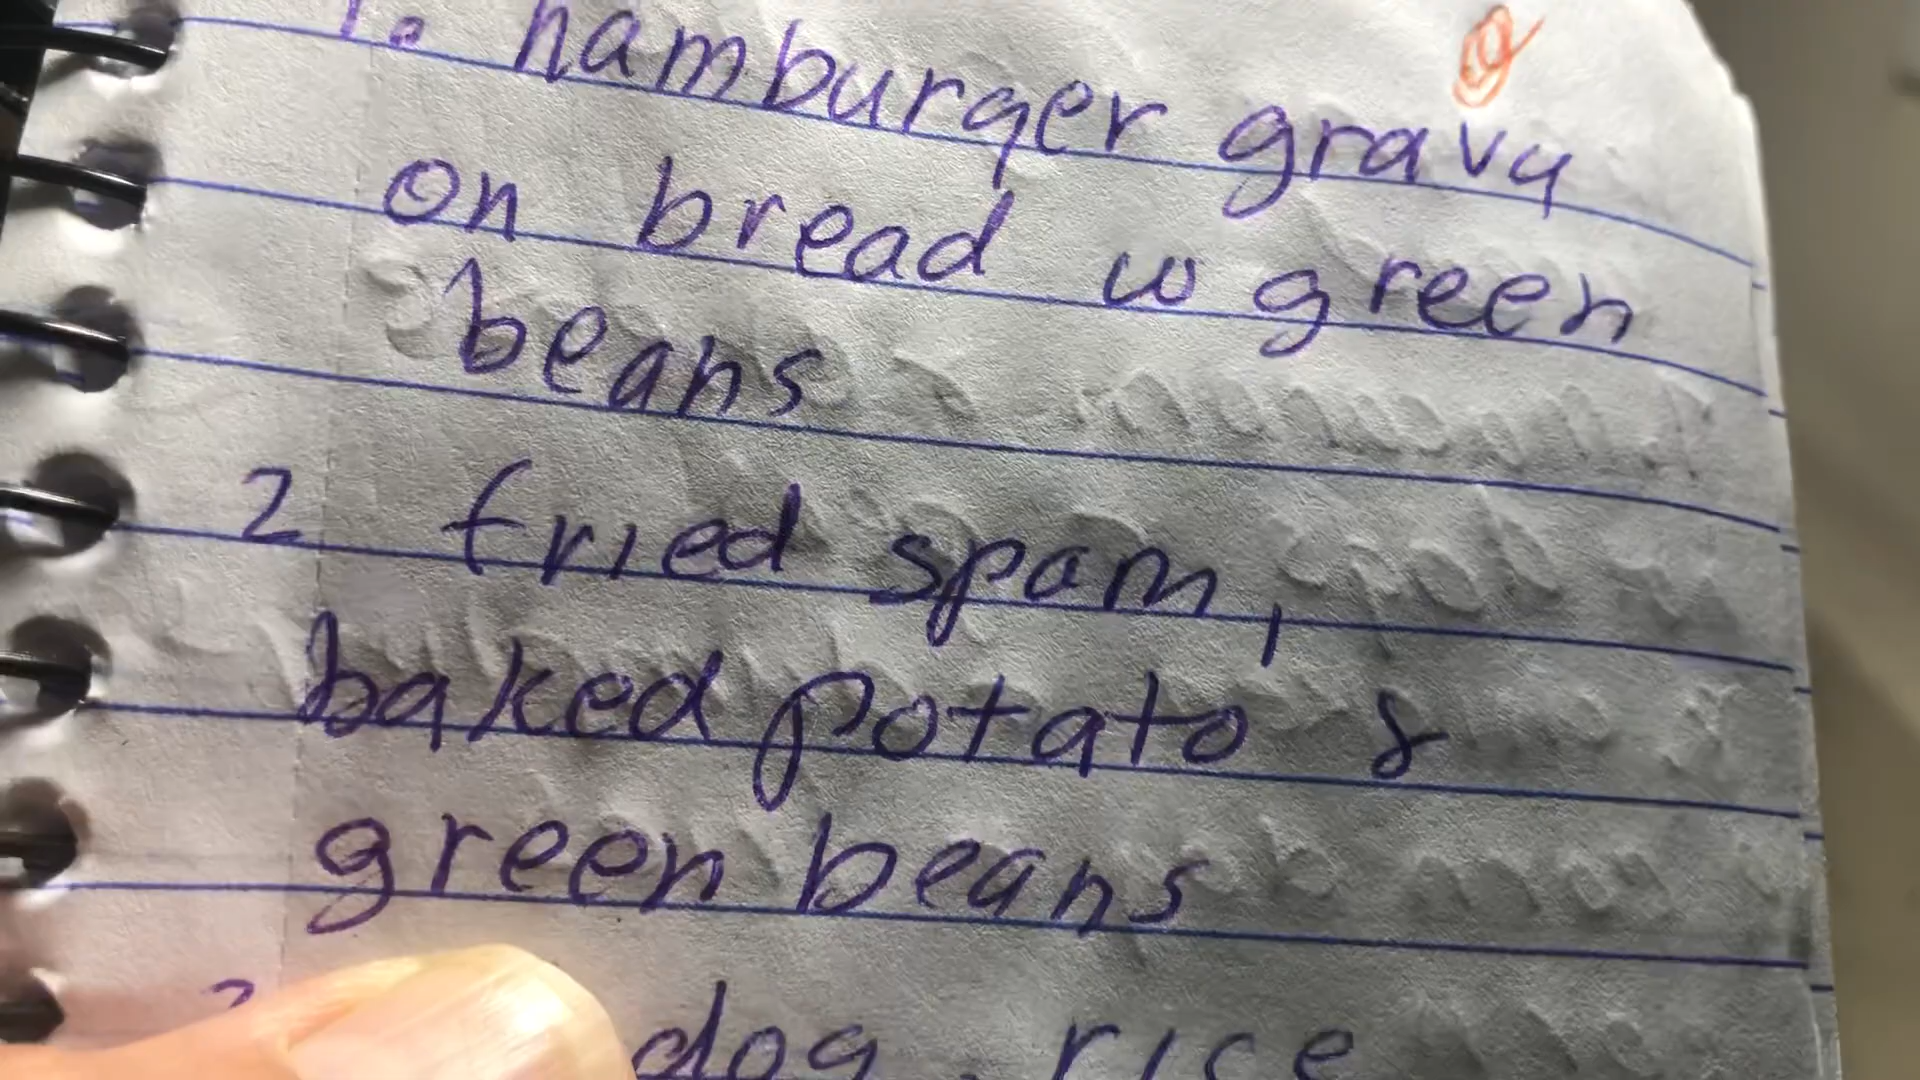 1. hamburger gravy
on bread w green
beans
2 fried spam,
baked potato &
green beans
dog, rice